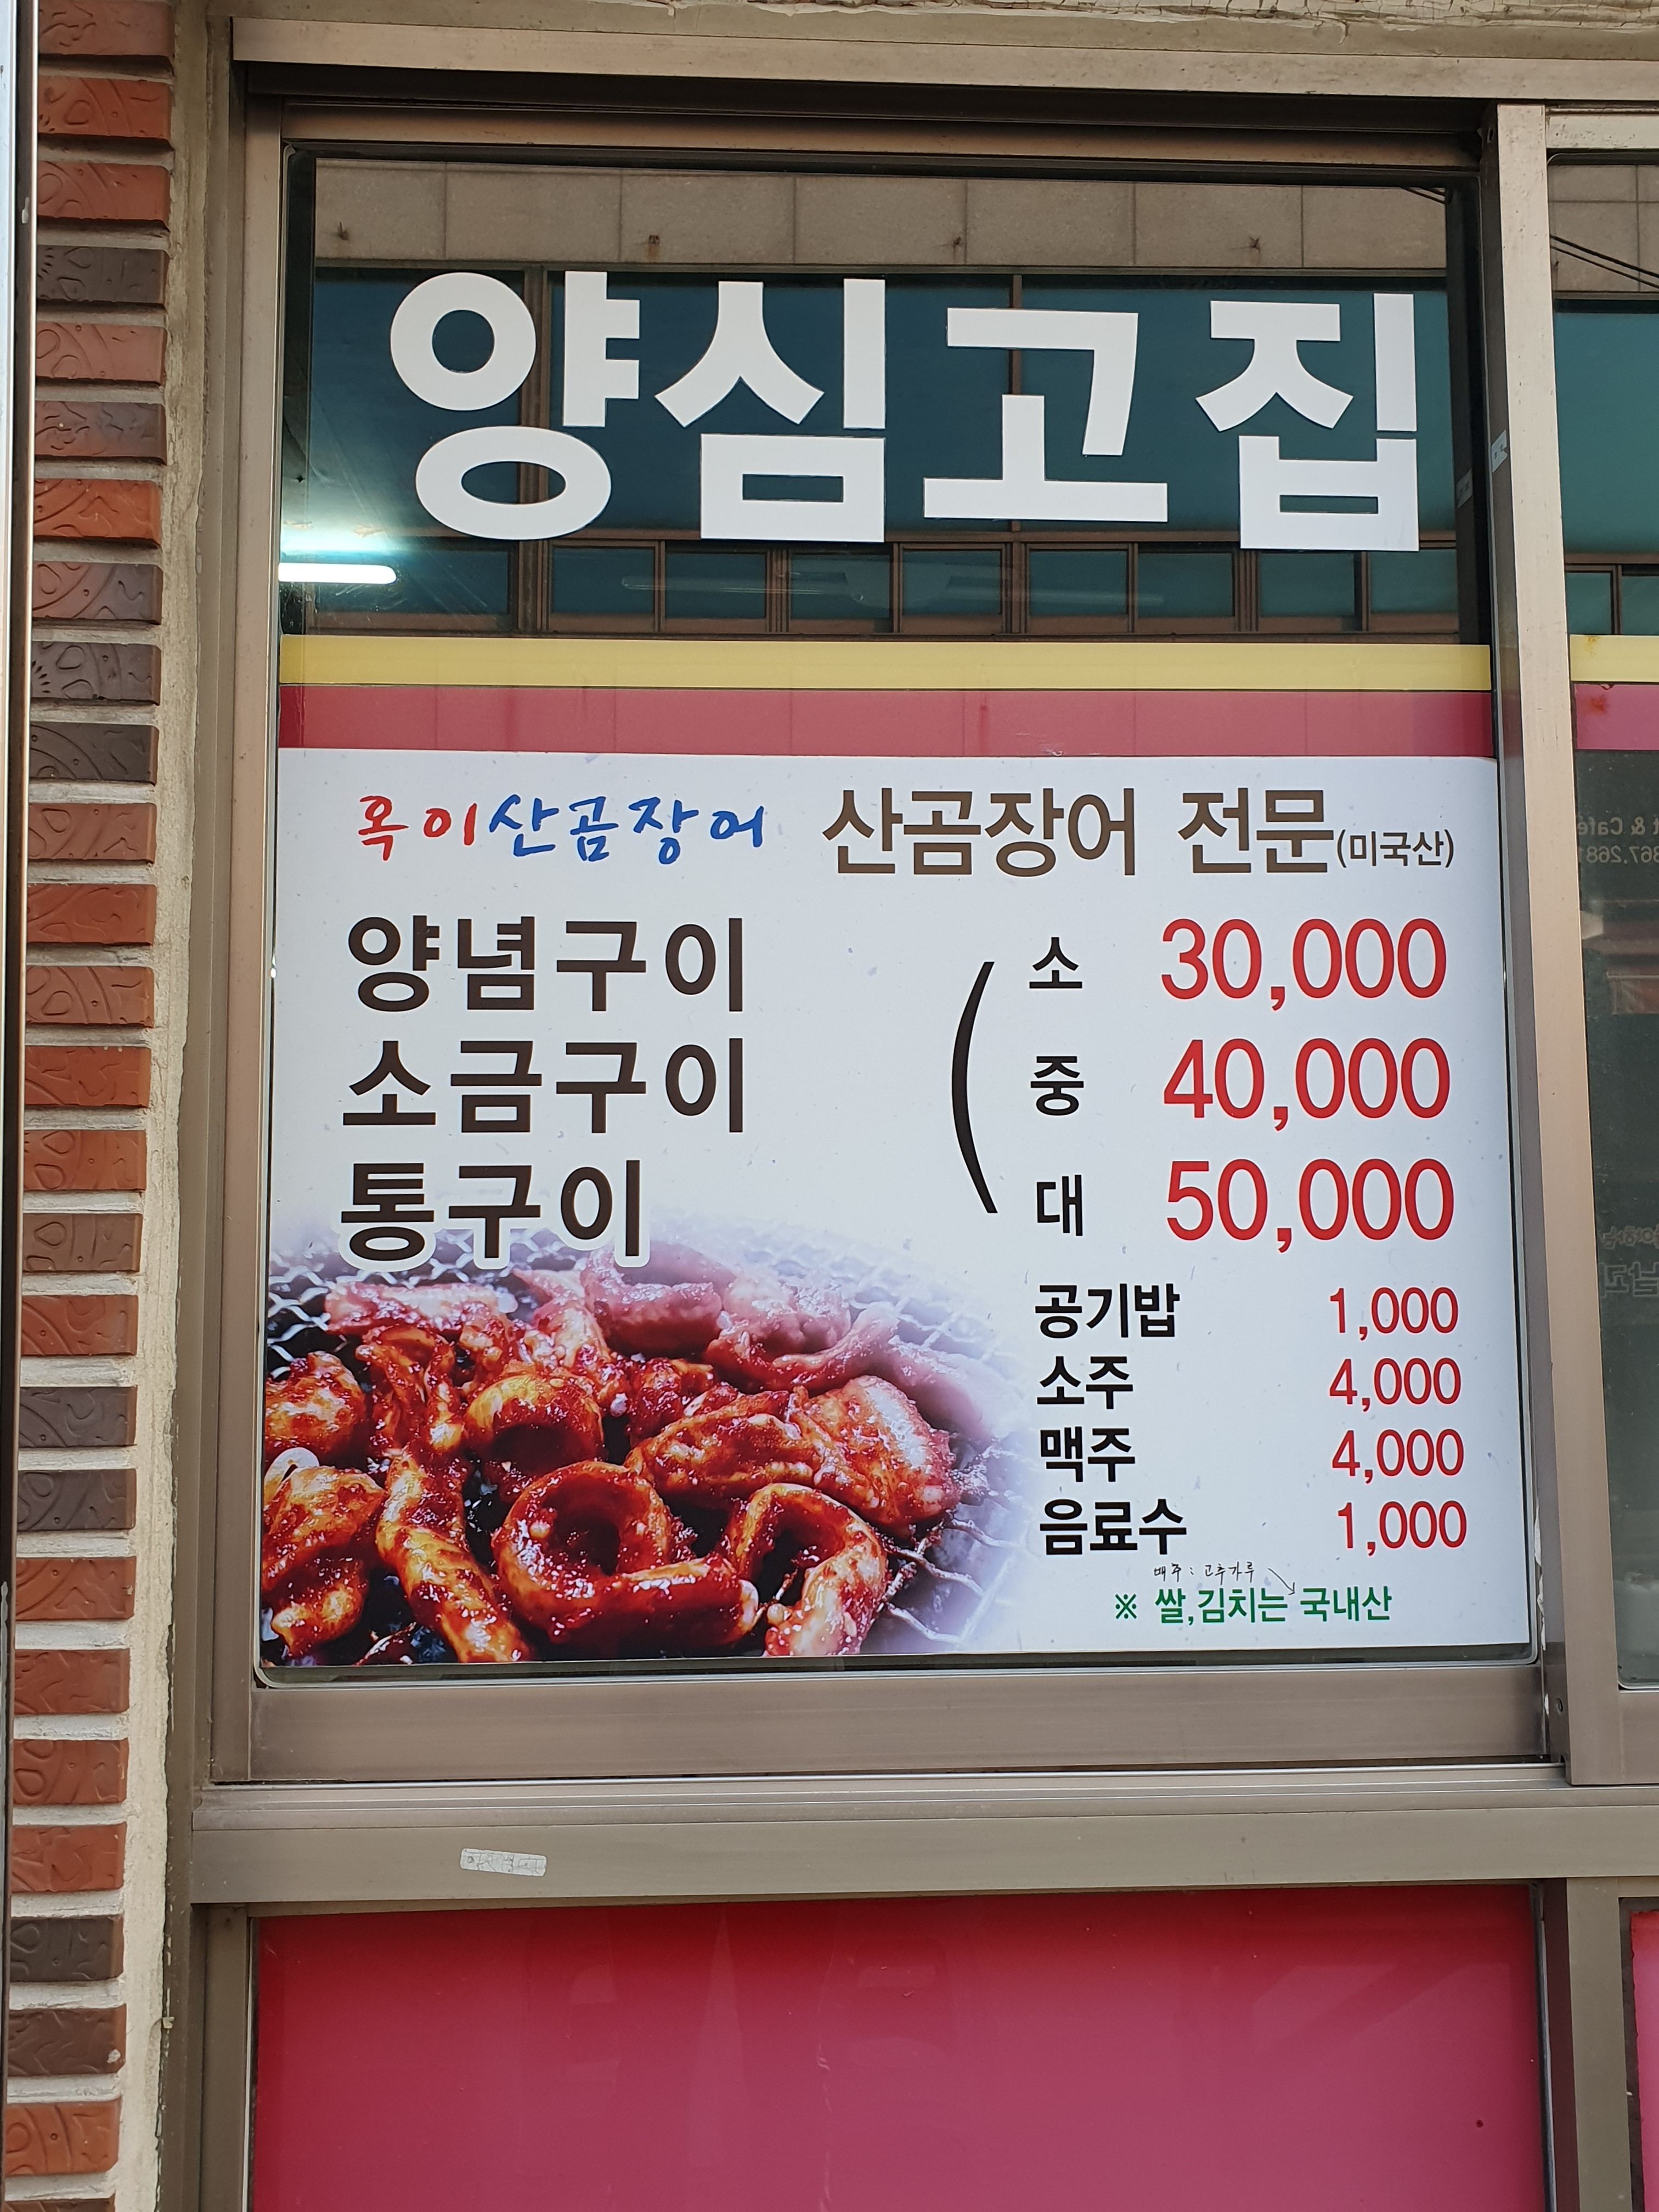 양심고집
옥이산곰장어 산곰장어 전문(미국산)
양념구이
소금구이
통구이
( 소 30,000
중 40,000
대 50,000
공기밥 1,000
소주 4,000
맥주 4,000
음료수 1,000
배추 : 고추가루
※ 쌀,김치는 국내산